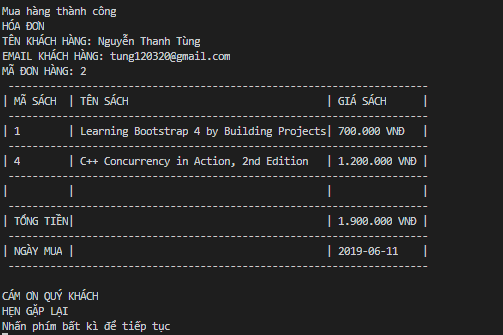 Mua hàng thành công
HÓA ĐƠN
TÊN KHÁCH HÀNG: Nguyễn Thanh Tùng
EMAIL KHÁCH HÀNG: tung120320@gmail.com
MÃ ĐƠN HÀNG: 2
| MÃ SÁCH | TÊN SÁCH | GIÁ SÁCH |
| 1 | Learning Bootstrap 4 by Building Projects| 700.000 VNĐ |
| 4 | C++ Concurrency in Action, 2nd Edition | 1.200.000 VNĐ |
| | | |
| TỔNG TIỀN| | 1.900.000 VNĐ |
| NGÀY MUA | | 2019-06-11 |
CÁM ƠN QUÝ KHÁCH
HẸN GẶP LẠI
Nhấn phím bất kì để tiếp tục